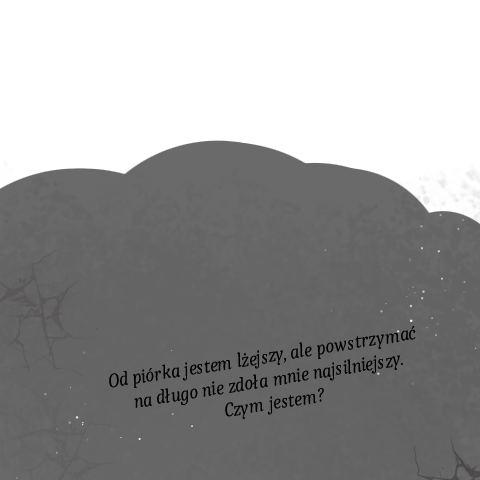 Od piórka jestem lżejszy, ale powstrzymać
na długo nie zdoła mnie najsilniejszy.
Czym jestem?